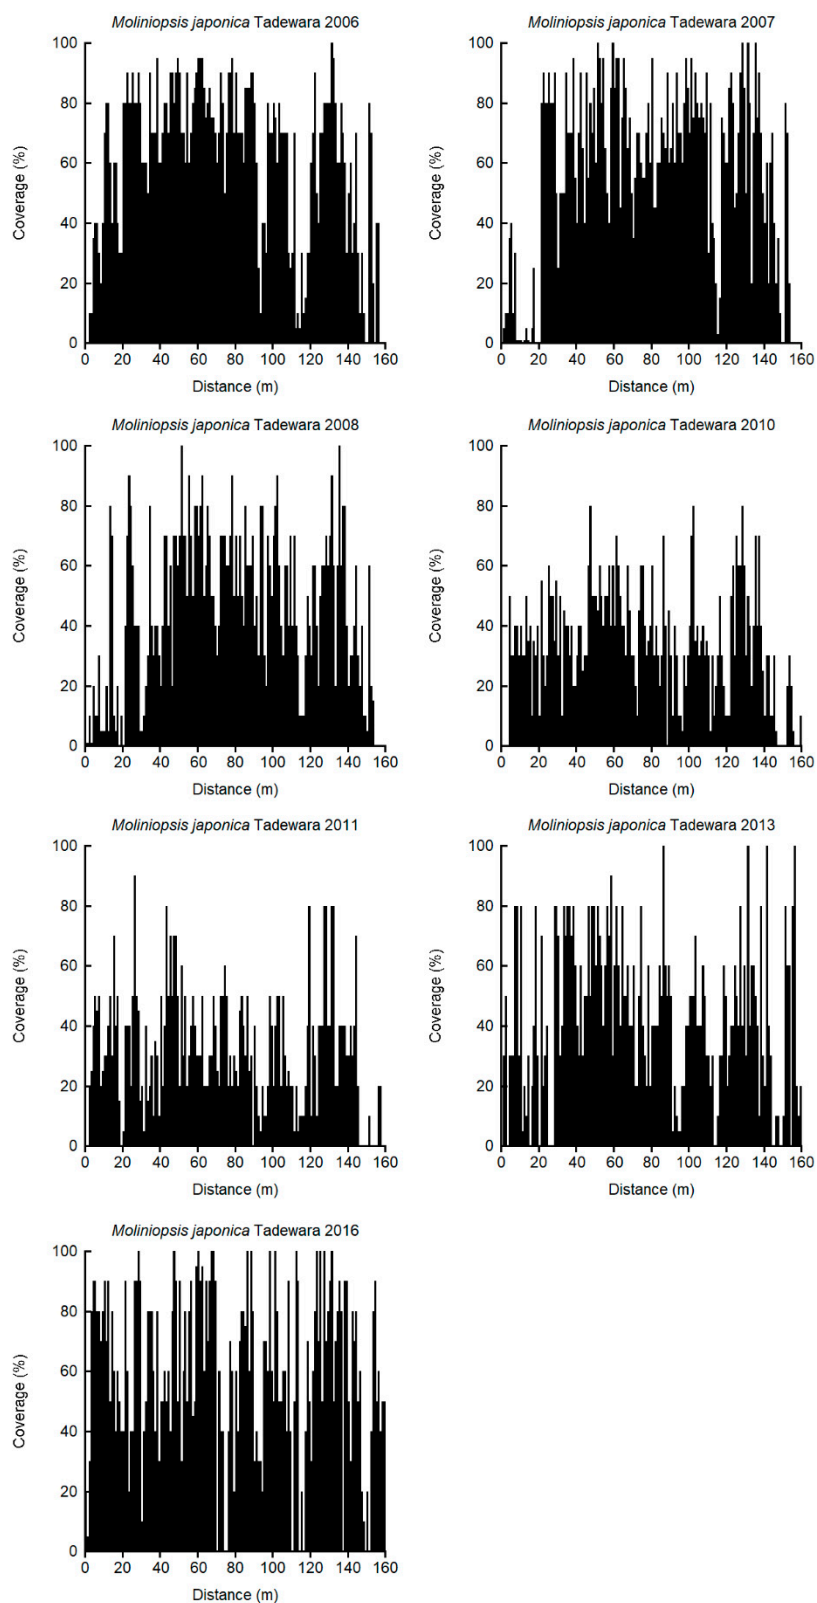 Moliniopsis japonica Tadewara 2006
100
80
60
40
20
0
Coverage (%)
0 20 40 60 80 100 120 140 160
Distance (m)
Moliniopsis japonica Tadewara 2007
100
80
60
40
20
0
Coverage (%)
0 20 40 60 80 100 120 140 160
Distance (m)
Moliniopsis japonica Tadewara 2008
100
80
60
40
20
0
Coverage (%)
0 20 40 60 80 100 120 140 160
Distance (m)
Moliniopsis japonica Tadewara 2010
100
80
60
40
20
0
Coverage (%)
0 20 40 60 80 100 120 140 160
Distance (m)
Moliniopsis japonica Tadewara 2011
100
80
60
40
20
0
Coverage (%)
0 20 40 60 80 100 120 140 160
Distance (m)
Moliniopsis japonica Tadewara 2013
100
80
60
40
20
0
Coverage (%)
0 20 40 60 80 100 120 140 160
Distance (m)
Moliniopsis japonica Tadewara 2016
100
80
60
40
20
0
Coverage (%)
0 20 40 60 80 100 120 140 160
Distance (m)